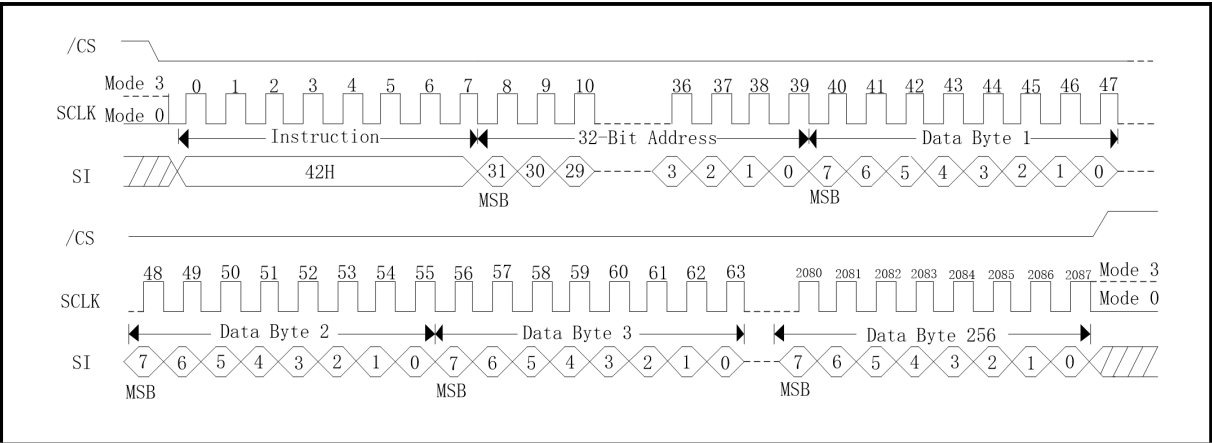 /CS
Mode 3 0 1 2 3 4 5 6 7 8 9 10 36 37 38 39 40 41 42 43 44 45 46 47
SCLK Mode 0
Instruction 32-Bit Address Data Byte 1
SI 42H 31 30 29 3 2 1 0 7 6 5 4 3 2 1 0
MSB MSB
/CS
48 49 50 51 52 53 54 55 56 57 58 59 60 61 62 63 2080 2081 2082 2083 2084 2085 2086 2087 Mode 3
SCLK Mode 0
Data Byte 2 Data Byte 3 Data Byte 256
SI 7 6 5 4 3 2 1 0 7 6 5 4 3 2 1 0 7 6 5 4 3 2 1 0
MSB MSB MSB